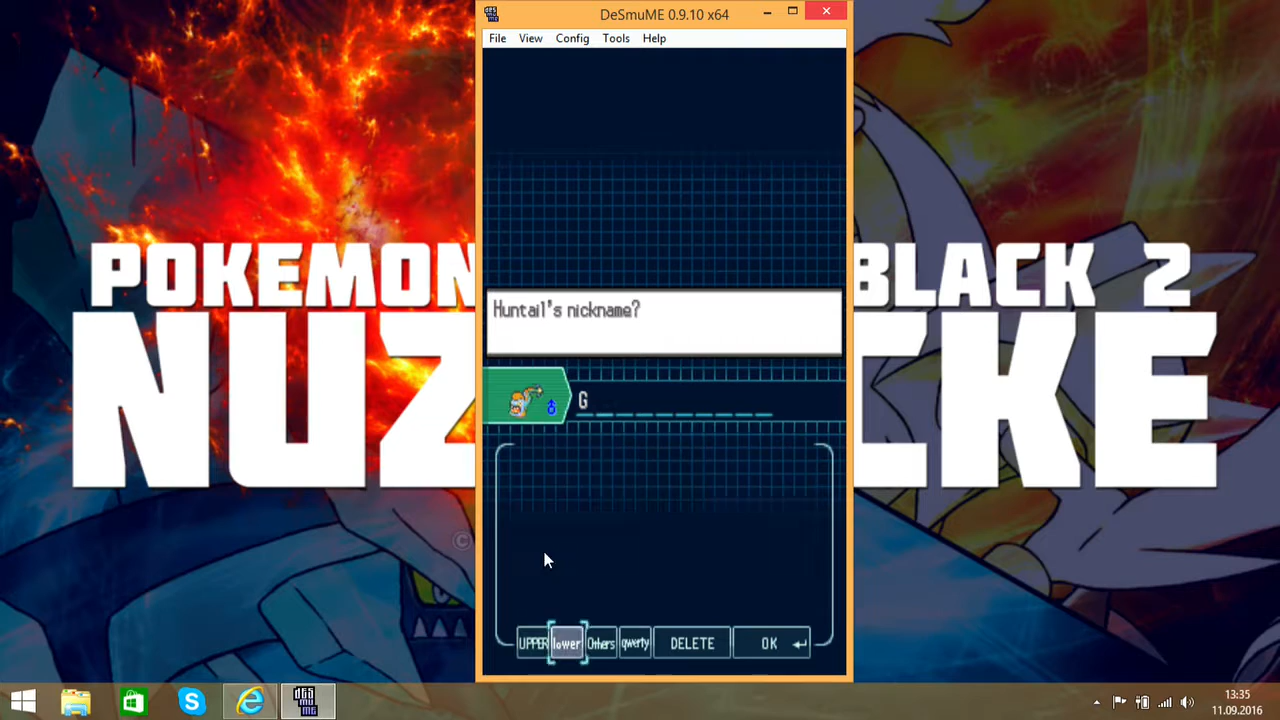 DeSmuME 0.9.10 x64
File View Config Tools Help
POKEMON BLACK 2
NUZ CKE
Huntail's nickname?
G
©
UPPER lower Others qwerty DELETE OK
DeSmuME
13:35
11.09.2016